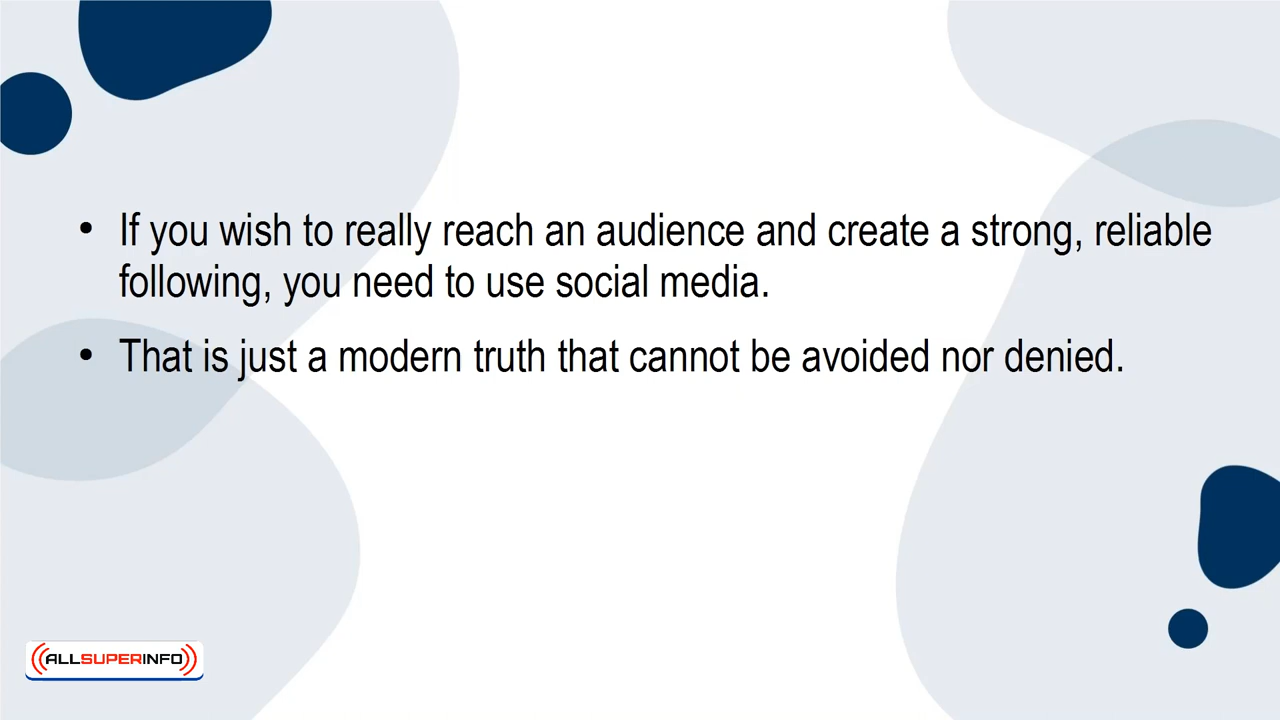 • If you wish to really reach an audience and create a strong, reliable
following, you need to use social media.
• That is just a modern truth that cannot be avoided nor denied.
ALLSUPERINFO